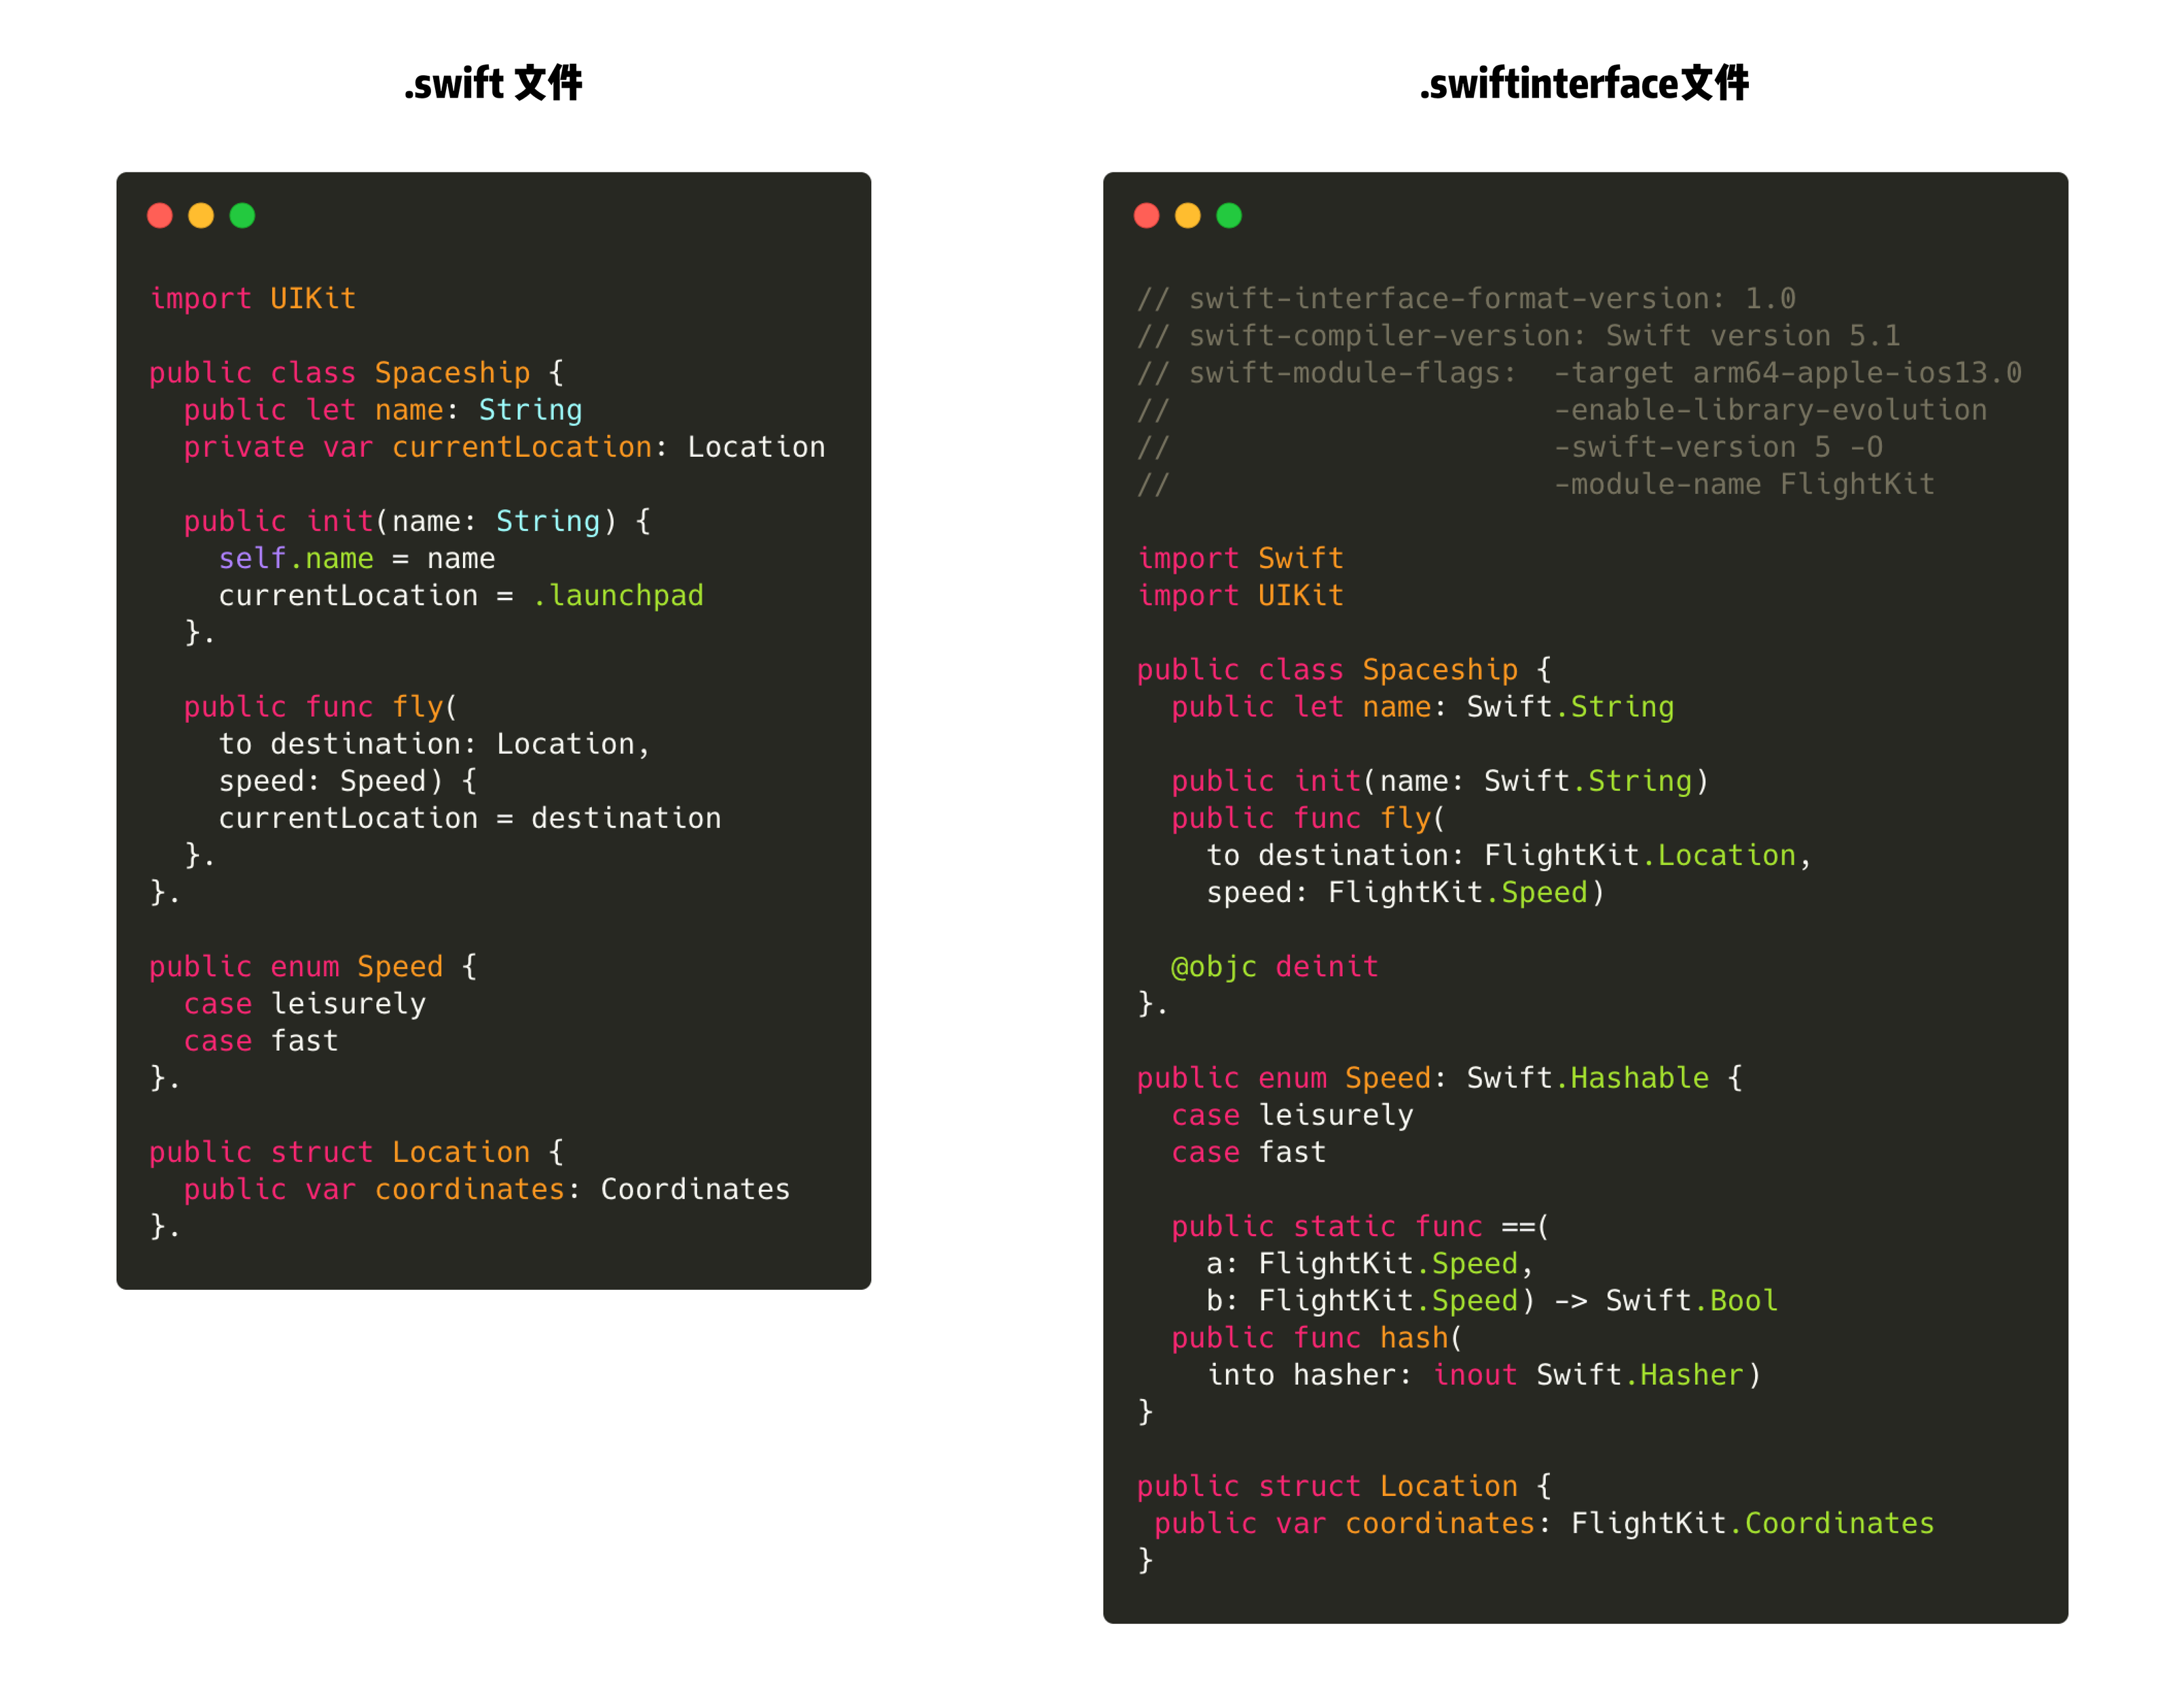 .swift 文件
import UIKit
public class Spaceship {
  public let name: String
  private var currentLocation: Location
  public init(name: String) {
    self.name = name
    currentLocation = .launchpad
  }.
  public func fly(
    to destination: Location,
    speed: Speed) {
    currentLocation = destination
  }.
}.
public enum Speed {
  case leisurely
  case fast
}.
public struct Location {
  public var coordinates: Coordinates
}.
.swiftinterface文件
// swift-interface-format-version: 1.0
// swift-compiler-version: Swift version 5.1
// swift-module-flags:  -target arm64-apple-ios13.0
//                      -enable-library-evolution
//                      -swift-version 5 -O
//                      -module-name FlightKit
import Swift
import UIKit
public class Spaceship {
  public let name: Swift.String
  public init(name: Swift.String)
  public func fly(
    to destination: FlightKit.Location,
    speed: FlightKit.Speed)
  @objc deinit
}.
public enum Speed: Swift.Hashable {
  case leisurely
  case fast
  public static func ==(
    a: FlightKit.Speed,
    b: FlightKit.Speed) -> Swift.Bool
  public func hash(
    into hasher: inout Swift.Hasher)
}
public struct Location {
 public var coordinates: FlightKit.Coordinates
}